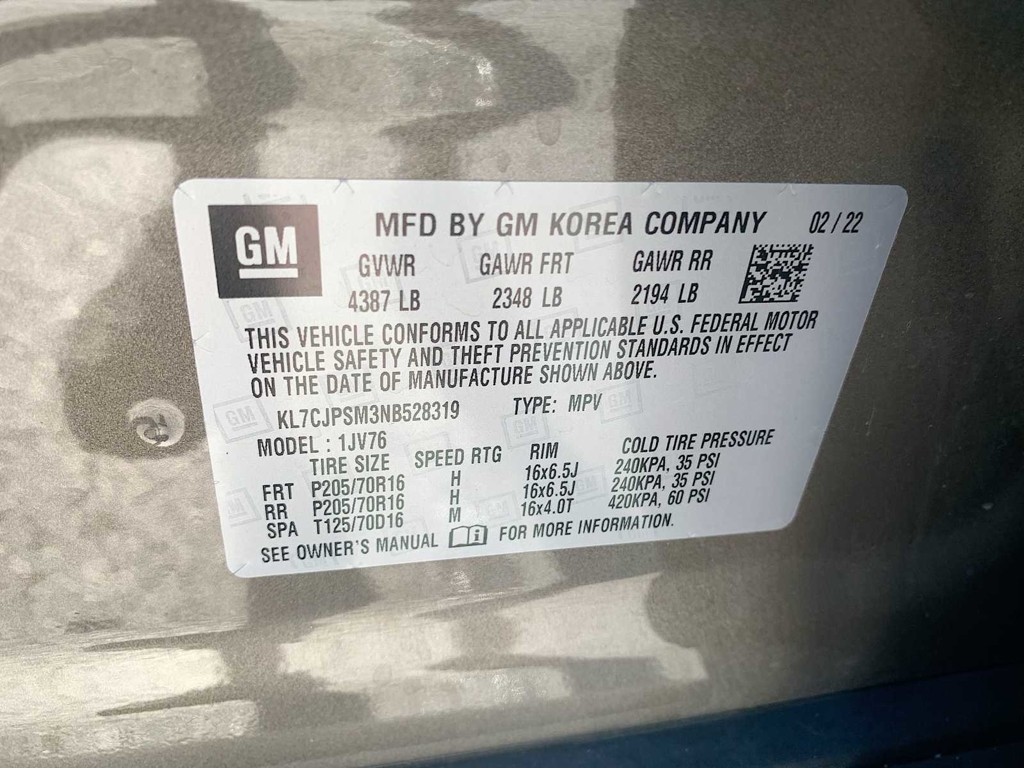 GM MFD BY GM KOREA COMPANY 02/22
GVWR GAWR FRT GAWR RR
4387 LB 2348 LB 2194 LB
THIS VEHICLE CONFORMS TO ALL APPLICABLE U.S. FEDERAL MOTOR
VEHICLE SAFETY AND THEFT PREVENTION STANDARDS IN EFFECT
ON THE DATE OF MANUFACTURE SHOWN ABOVE.
KL7CJPSM3NB528319 TYPE: MPV
MODEL : 1JV76
TIRE SIZE SPEED RTG RIM COLD TIRE PRESSURE
FRT P205/70R16 H 16x6.5J 240KPA, 35 PSI
RR P205/70R16 H 16x6.5J 240KPA, 35 PSI
SPA T125/70D16 M 16x4.0T 420KPA, 60 PSI
SEE OWNER'S MANUAL FOR MORE INFORMATION.